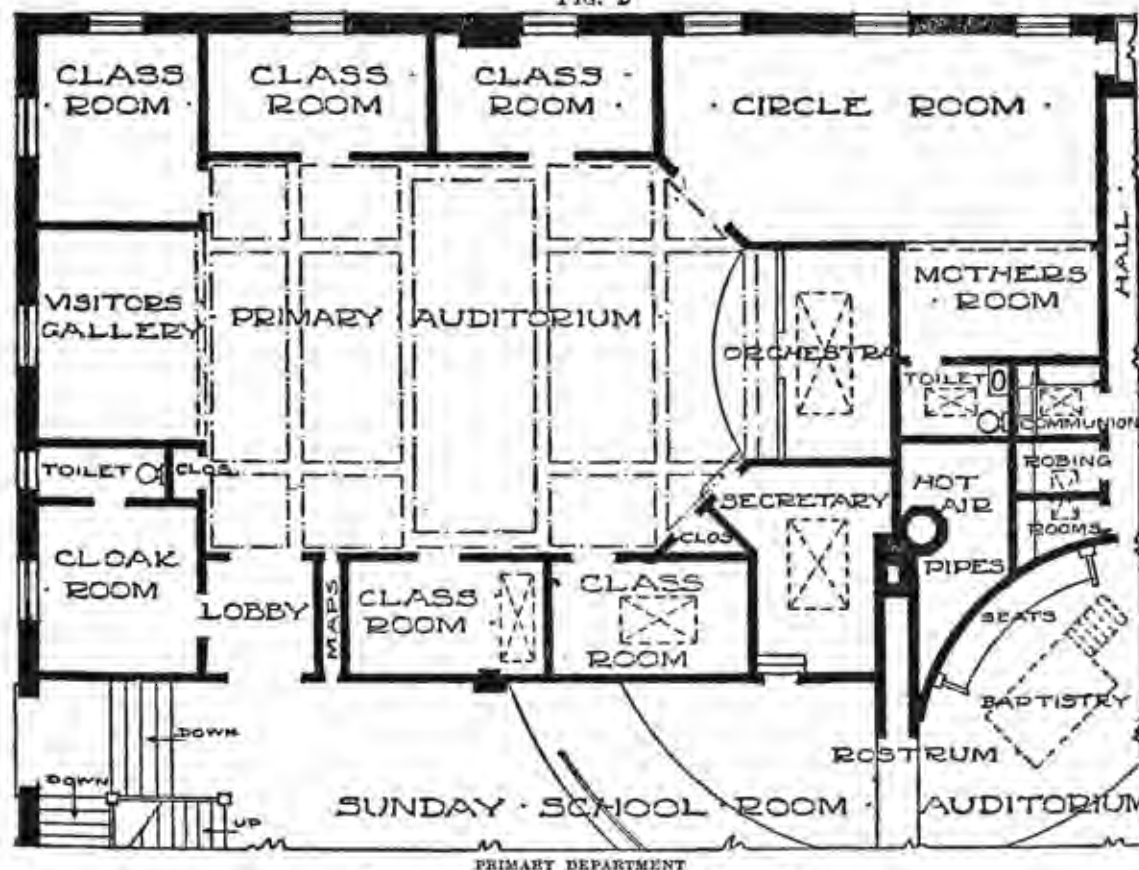 FIG. D
CLASS
ROOM
CLASS
ROOM
CLASS
ROOM
CIRCLE ROOM
HALL
VISITORS
GALLERY
PRIMARY AUDITORIUM
ORCHESTRA
MOTHERS
ROOM
TOILET
COMMUNION
TOILET
CLOS.
SECRETARY
HOT
AIR
PIPES
ROBING
ROOMS
CLOAK
ROOM
LOBBY
MAPS
CLASS
ROOM
CLOS
CLASS
ROOM
SEATS
BAPTISTRY
ROSTRUM
DOWN
DOWN
UP
SUNDAY · SCHOOL · ROOM ·
AUDITORIUM
PRIMARY DEPARTMENT